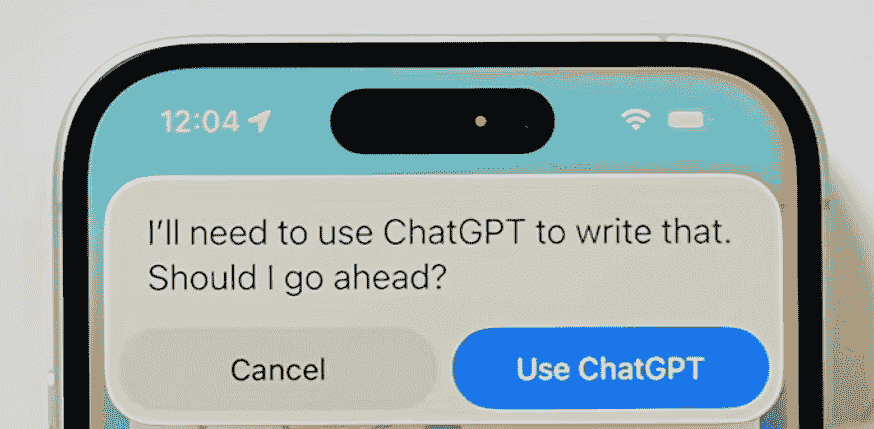 12:04
I'll need to use ChatGPT to write that.
Should I go ahead?
Cancel
Use ChatGPT